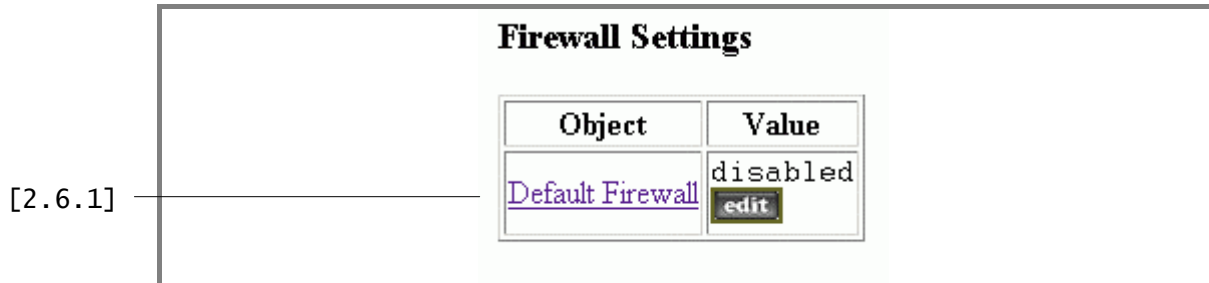 Firewall Settings
Object Value
disabled
[2.6.1] Default Firewall
edit